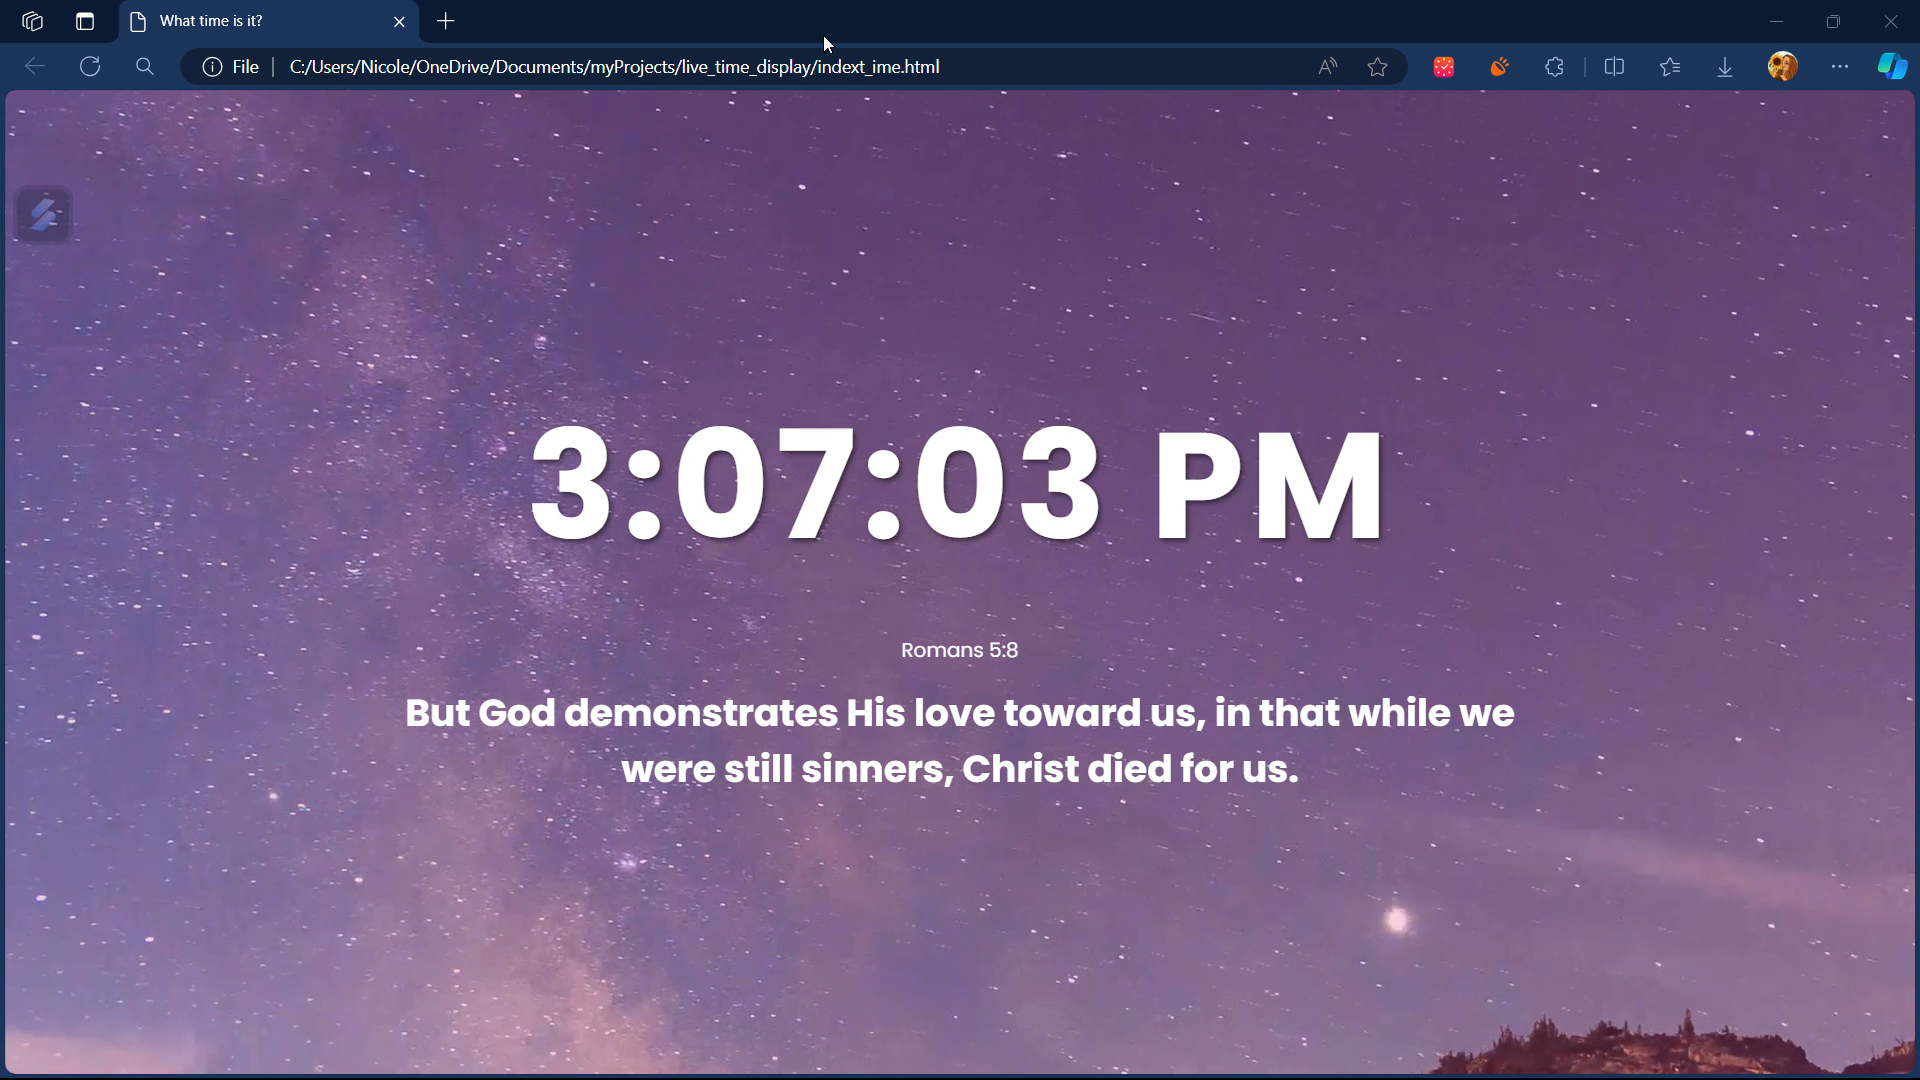 What time is it?
File
C:/Users/Nicole/OneDrive/Documents/myProjects/live_time_display/indext_ime.html
3:07:03 PM
Romans 5:8
But God demonstrates His love toward us, in that while we
were still sinners, Christ died for us.